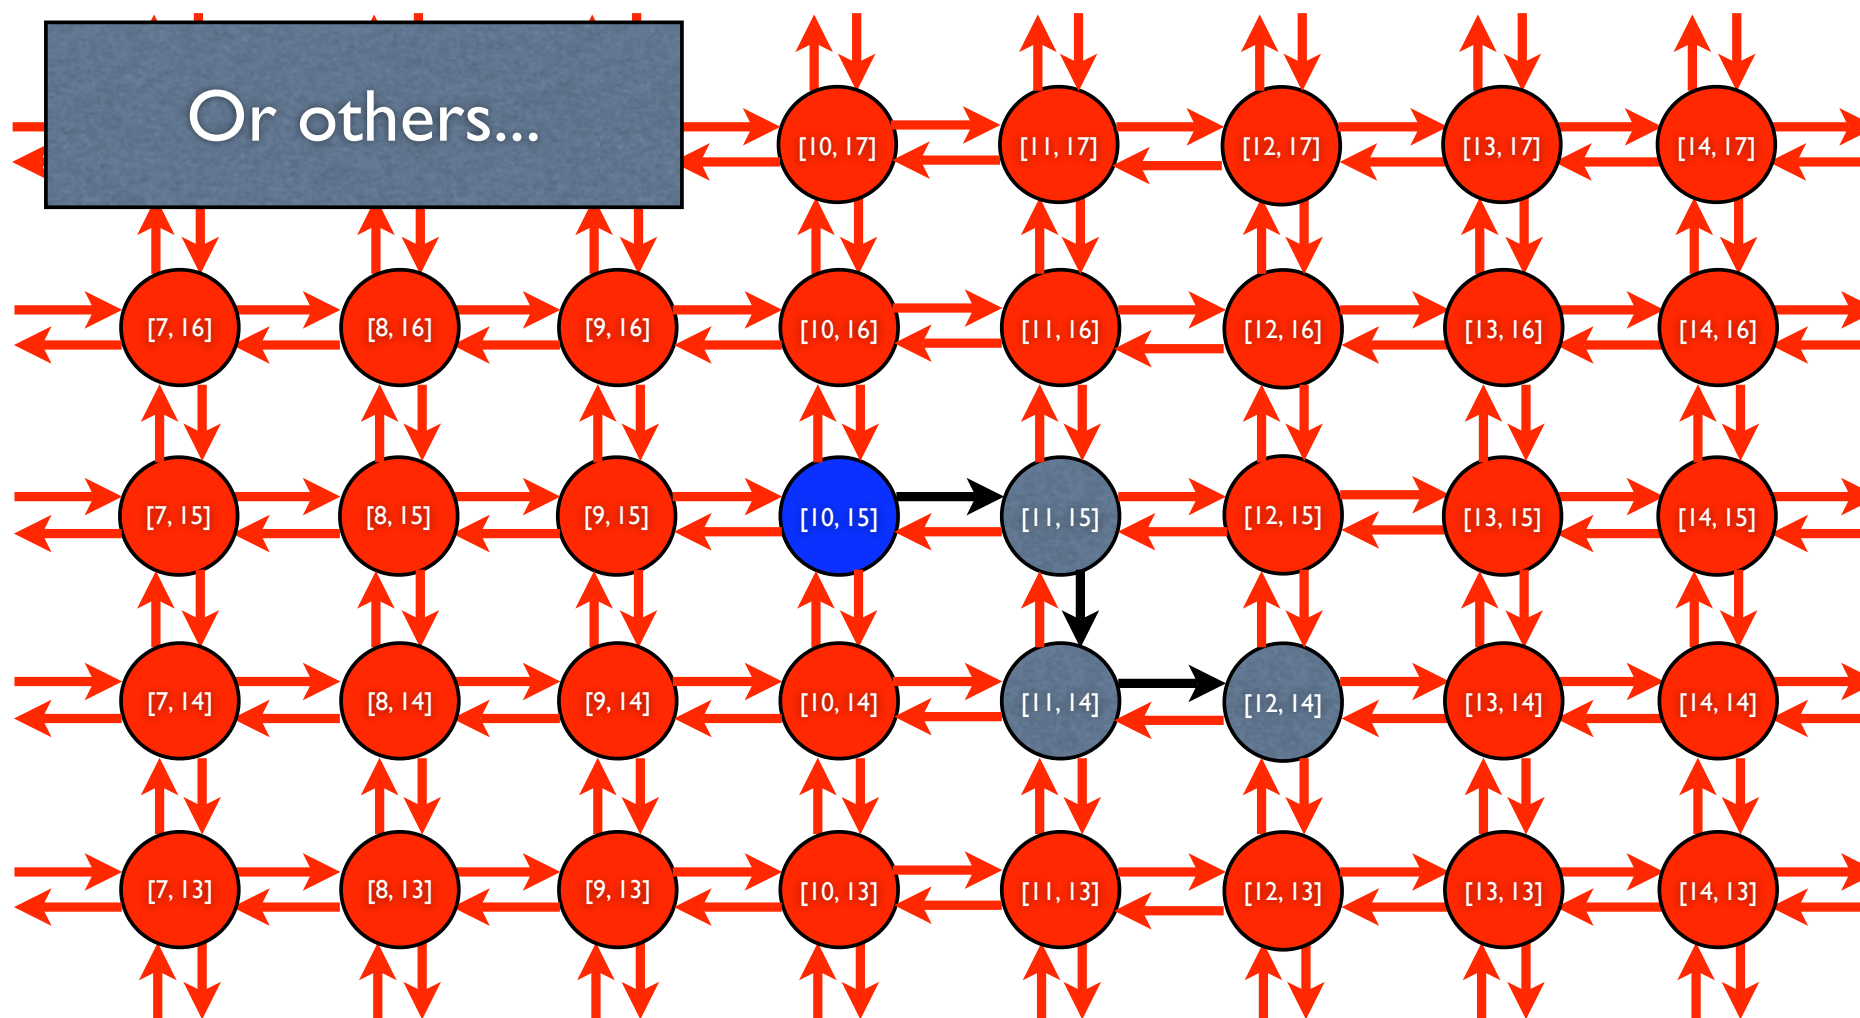 Or others...
[10, 17] [11, 17] [12, 17] [13, 17] [14, 17]
[7, 16] [8, 16] [9, 16] [10, 16] [11, 16] [12, 16] [13, 16] [14, 16]
[7, 15] [8, 15] [9, 15] [10, 15] [11, 15] [12, 15] [13, 15] [14, 15]
[7, 14] [8, 14] [9, 14] [10, 14] [11, 14] [12, 14] [13, 14] [14, 14]
[7, 13] [8, 13] [9, 13] [10, 13] [11, 13] [12, 13] [13, 13] [14, 13]